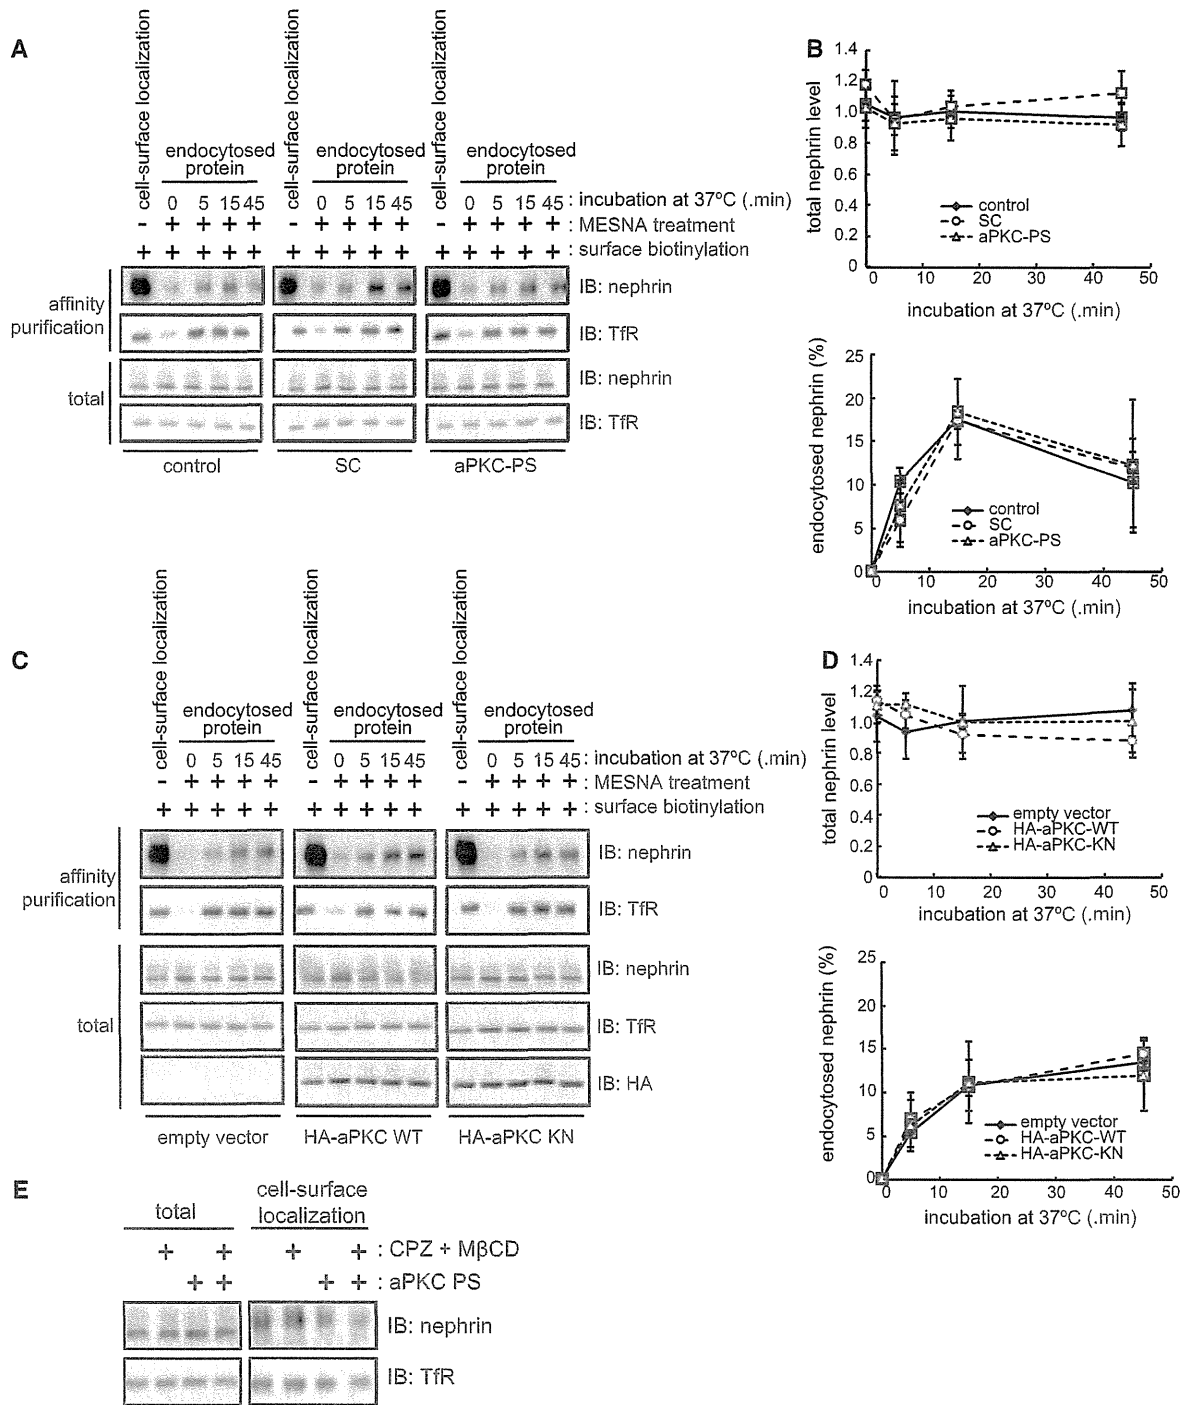 A
cell-surface localization
cell-surface localization
cell-surface localization
endocytosed protein
endocytosed protein
endocytosed protein
0 5 15 45 0 5 15 45 0 5 15 45 : incubation at 37ºC (.min)
- + + + + - + + + + - + + + + : MESNA treatment
+ + + + + + + + + + + + + + + : surface biotinylation
affinity purification
IB: nephrin
IB: TfR
total
IB: nephrin
IB: TfR
control SC aPKC-PS
B
total nephrin level
1.4
1.2
1.0
0.8
0.6
0.4
0.2
0
control
SC
aPKC-PS
0 10 20 30 40 50
incubation at 37ºC (.min)
endocytosed nephrin (%)
25
20
15
10
5
0
control
SC
aPKC-PS
0 10 20 30 40 50
incubation at 37ºC (.min)
C
cell-surface localization
cell-surface localization
cell-surface localization
endocytosed protein
endocytosed protein
endocytosed protein
0 5 15 45 0 5 15 45 0 5 15 45 : incubation at 37ºC (.min)
- + + + + - + + + + - + + + + : MESNA treatment
+ + + + + + + + + + + + + + + : surface biotinylation
affinity purification
IB: nephrin
IB: TfR
total
IB: nephrin
IB: TfR
IB: HA
empty vector HA-aPKC WT HA-aPKC KN
D
total nephrin level
1.4
1.2
1.0
0.8
0.6
0.4
0.2
0
empty vector
HA-aPKC-WT
HA-aPKC-KN
0 10 20 30 40 50
incubation at 37ºC (.min)
endocytosed nephrin (%)
25
20
15
10
5
0
empty vector
HA-aPKC-WT
HA-aPKC-KN
0 10 20 30 40 50
incubation at 37ºC (.min)
E
total
cell-surface localization
+ + + + : CPZ + MβCD
+ + + + : aPKC PS
IB: nephrin
IB: TfR